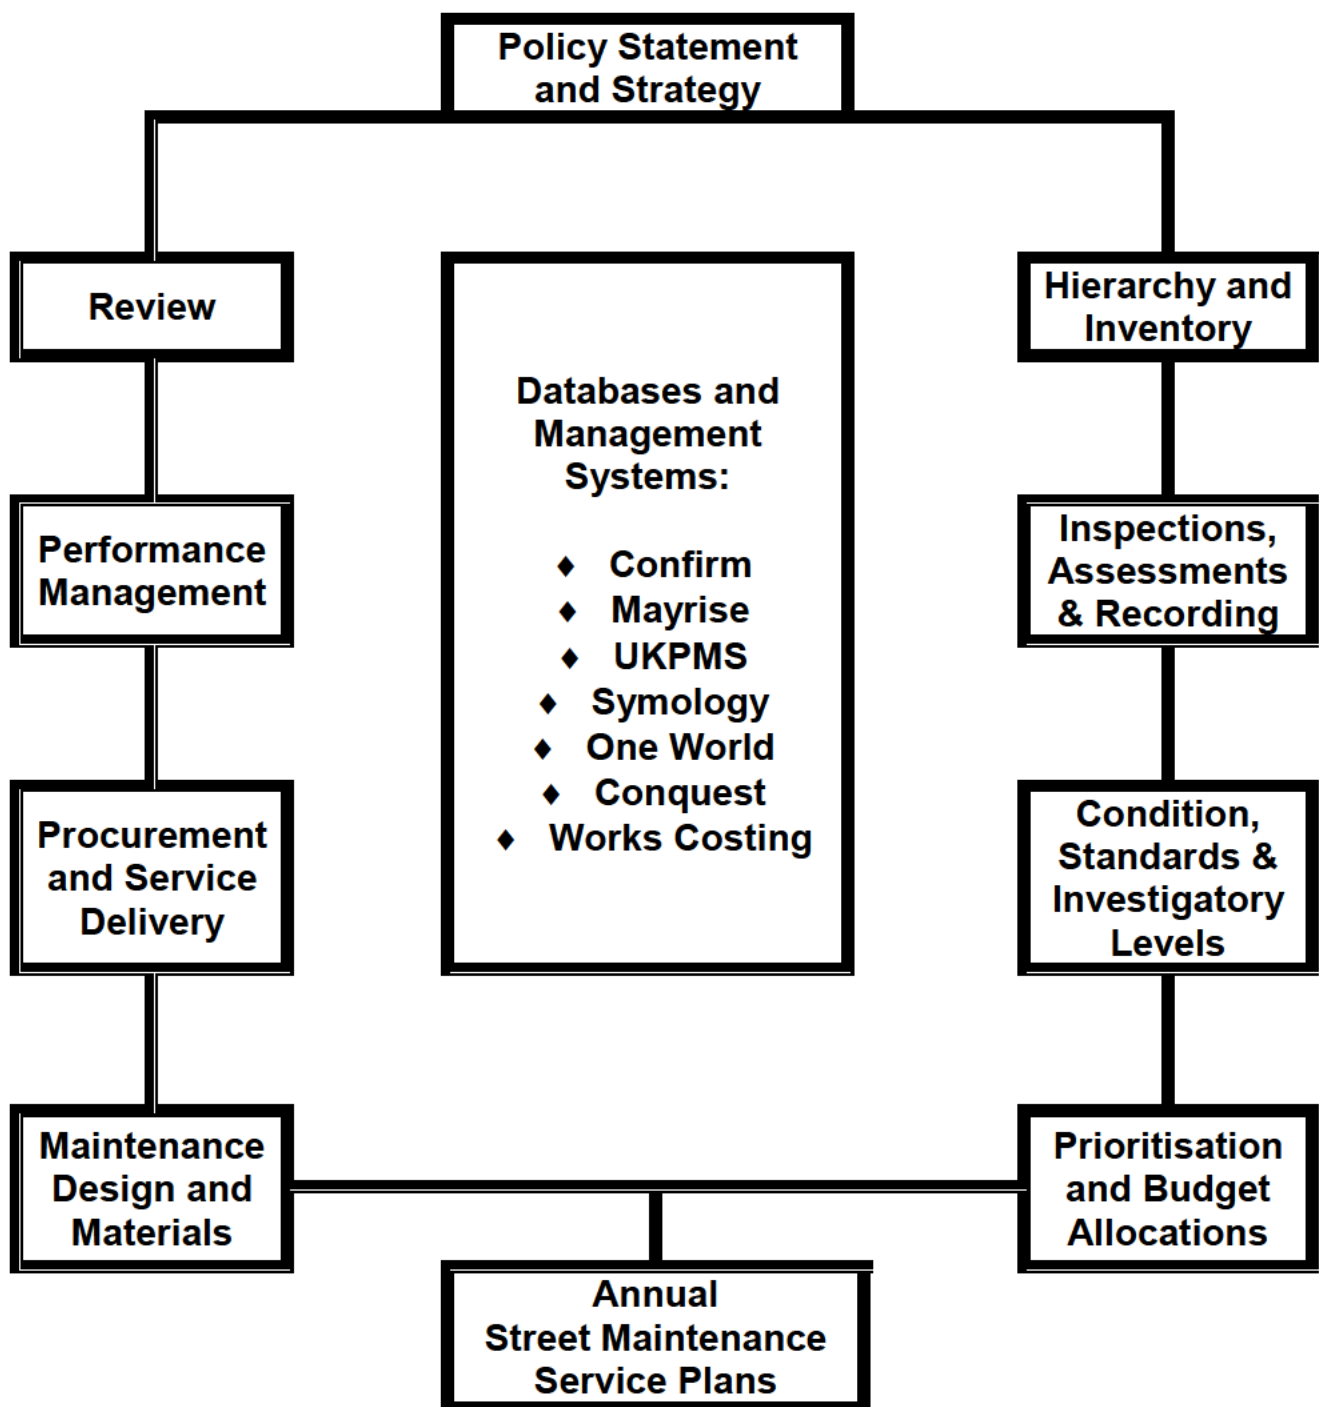 Policy Statement
and Strategy
Review
Hierarchy and
Inventory
Databases and
Management
Systems:
♦ Confirm
♦ Mayrise
♦ UKPMS
♦ Symology
♦ One World
♦ Conquest
♦ Works Costing
Performance
Management
Inspections,
Assessments
& Recording
Procurement
and Service
Delivery
Condition,
Standards &
Investigatory
Levels
Maintenance
Design and
Materials
Prioritisation
and Budget
Allocations
Annual
Street Maintenance
Service Plans